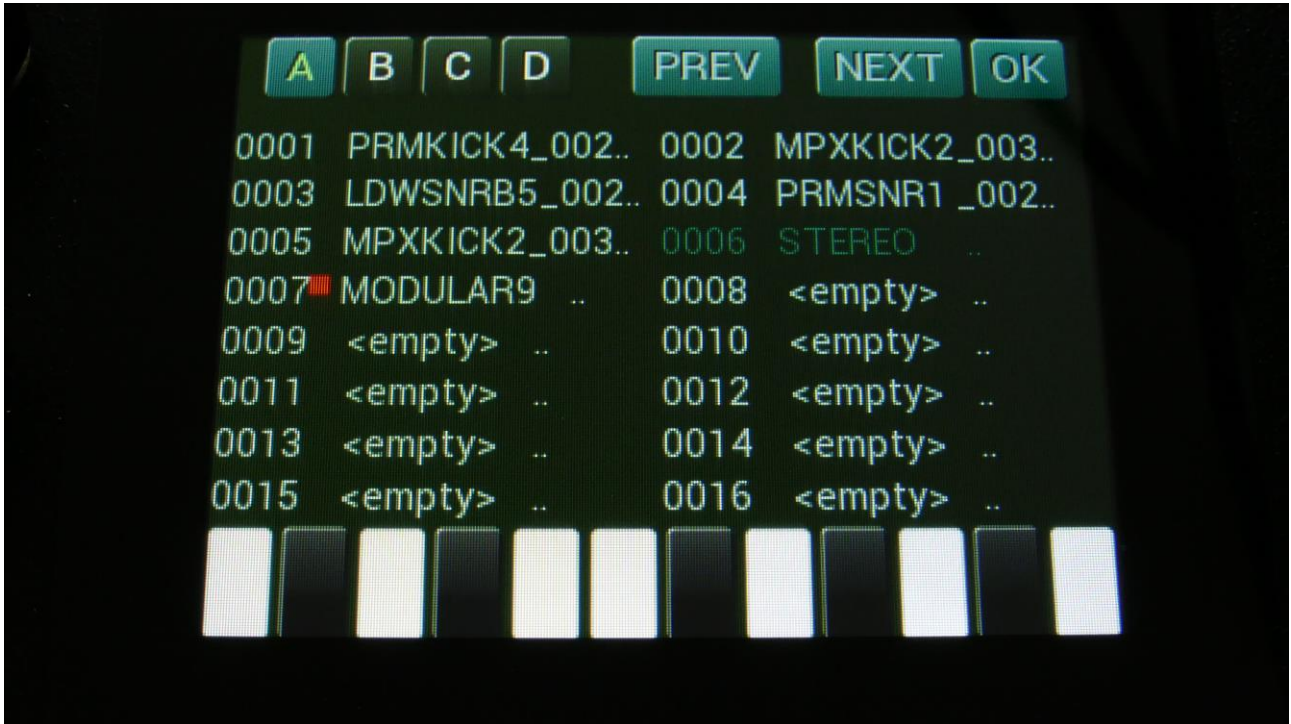 A B C D PREV NEXT OK
0001 PRMKICK4_002.. 0002 MPXKICK2_003..
0003 LDWSNRB5_002.. 0004 PRMSNR1 _002..
0005 MPXKICK2_003.. 0006 STEREO ..
0007 MODULAR9 .. 0008 <empty> ..
0009 <empty> .. 0010 <empty> ..
0011 <empty> .. 0012 <empty> ..
0013 <empty> .. 0014 <empty> ..
0015 <empty> .. 0016 <empty> ..